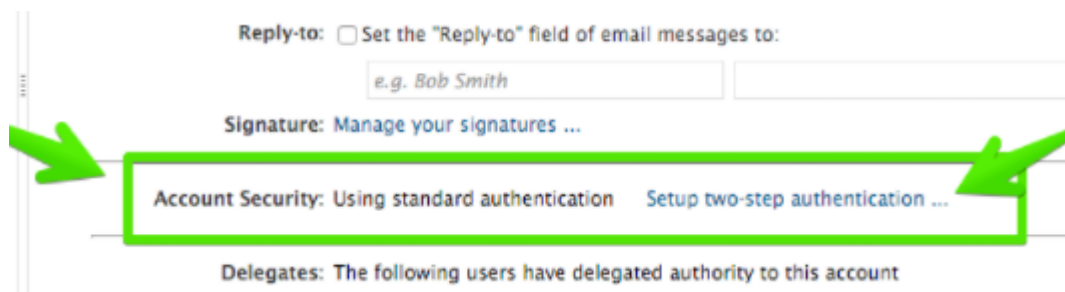 Reply-to: Set the "Reply-to" field of email messages to:
e.g. Bob Smith
Signature: Manage your signatures ...
Account Security: Using standard authentication Setup two-step authentication ...
Delegates: The following users have delegated authority to this account